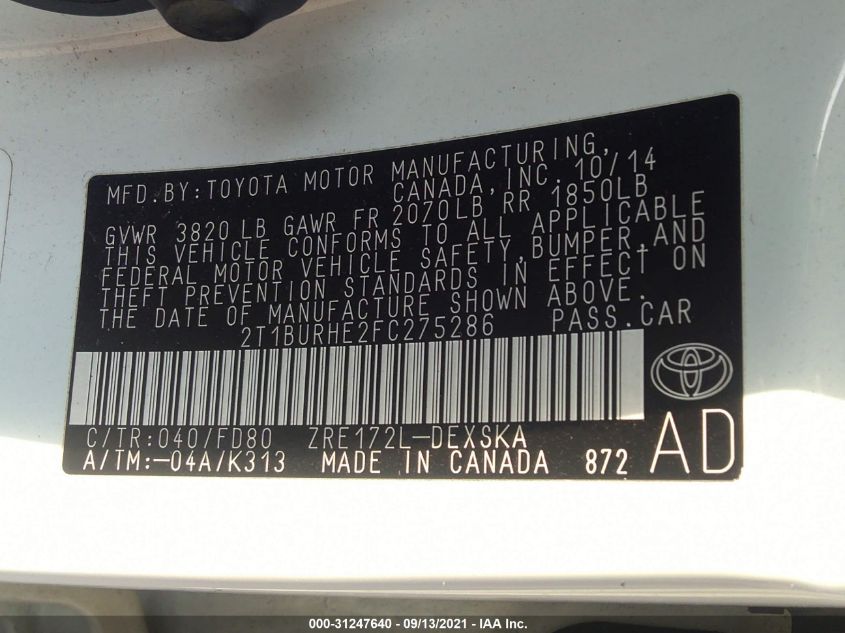 MFD.BY:TOYOTA MOTOR MANUFACTURING,
CANADA, INC. 10/14
GVWR 3820 LB GAWR FR 2070LB RR 1850LB
THIS VEHICLE CONFORMS TO ALL APPLICABLE
FEDERAL MOTOR VEHICLE SAFETY,BUMPER,AND
THEFT PREVENTION STANDARDS IN EFFECT ON
THE DATE OF MANUFACTURE SHOWN ABOVE.
2T1BURHE2FC275286 PASS.CAR
C/TR:040/FD80 ZRE172L-DEXSKA
A/TM:-04A/K313 MADE IN CANADA 872 AD
000-31247640 - 09/13/2021 - © IAA Inc.